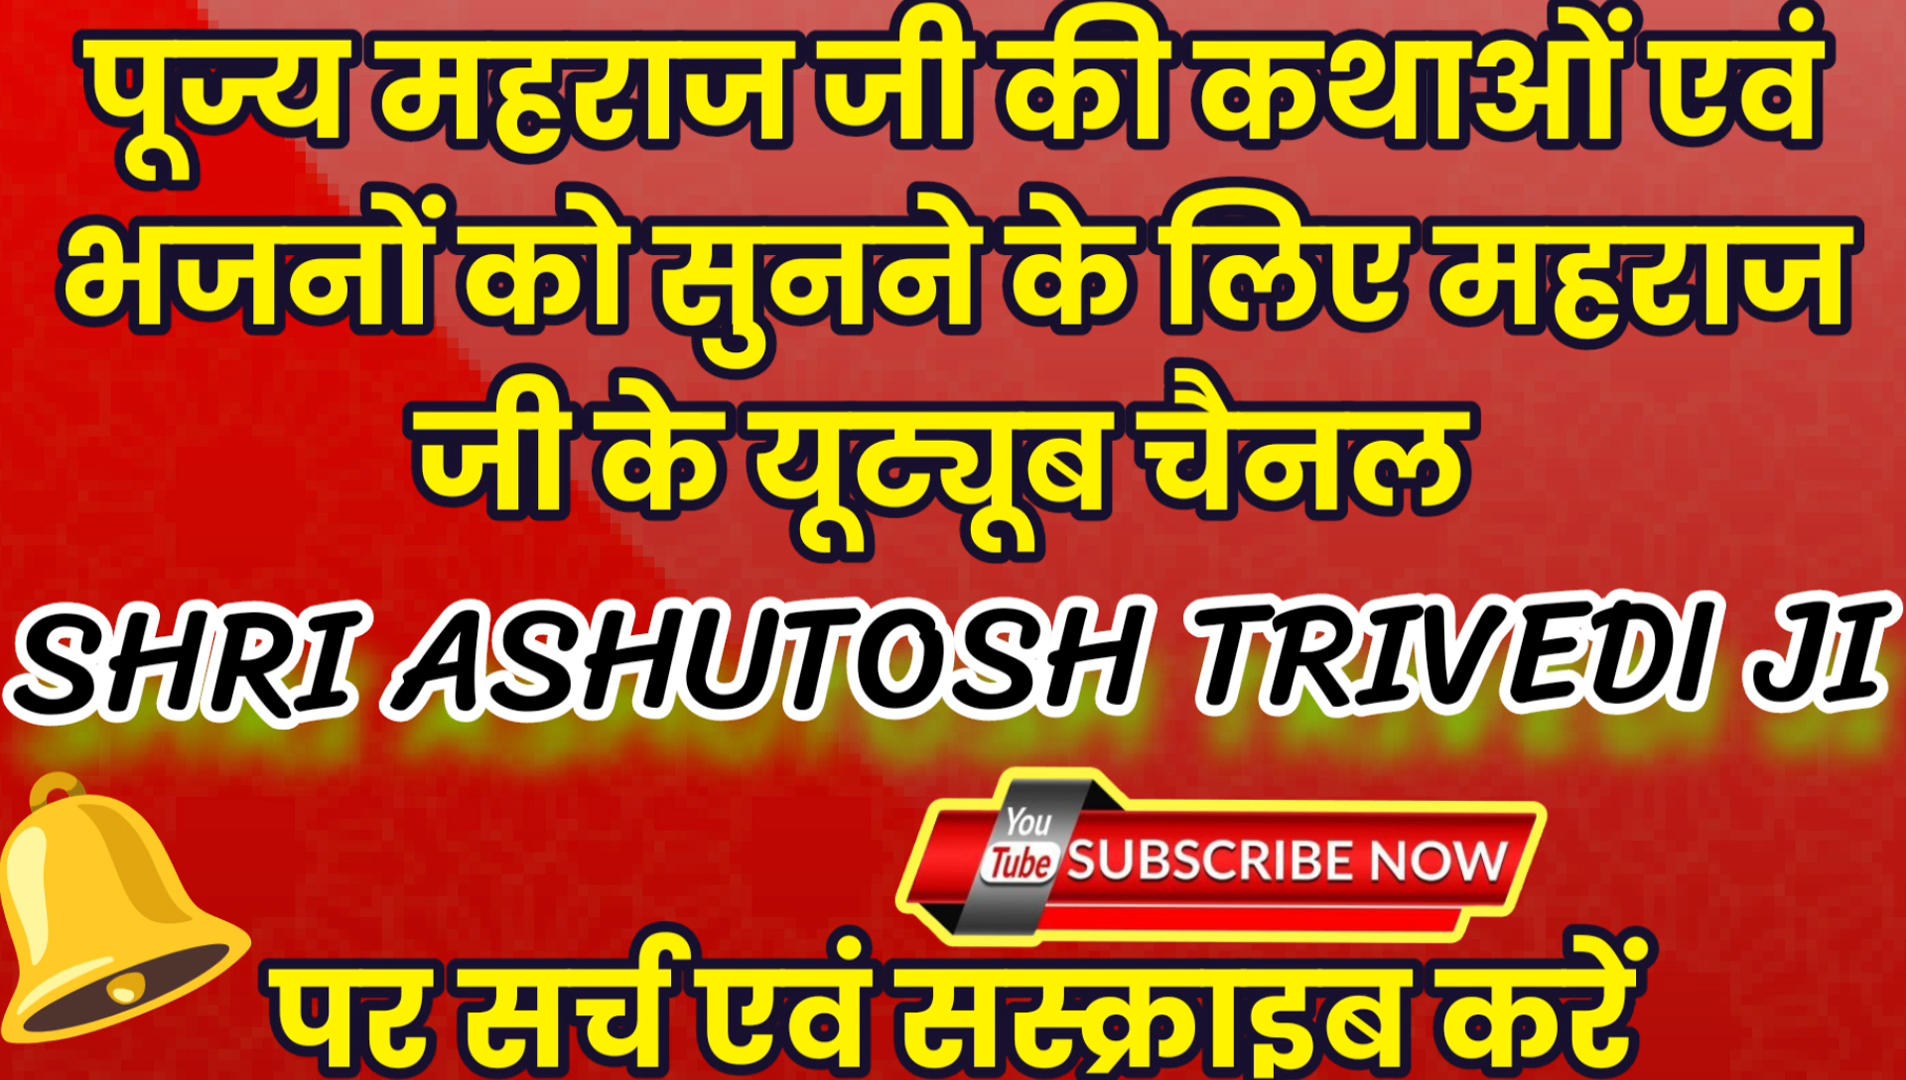 पूज्य महराज जी की कथाओं एवं
भजनों को सुनने के लिए महराज
जी के यूट्यूब चैनल
SHRI ASHUTOSH TRIVEDI JI
You
Tube SUBSCRIBE NOW
पर सर्च एवं सस्क्राइब करें